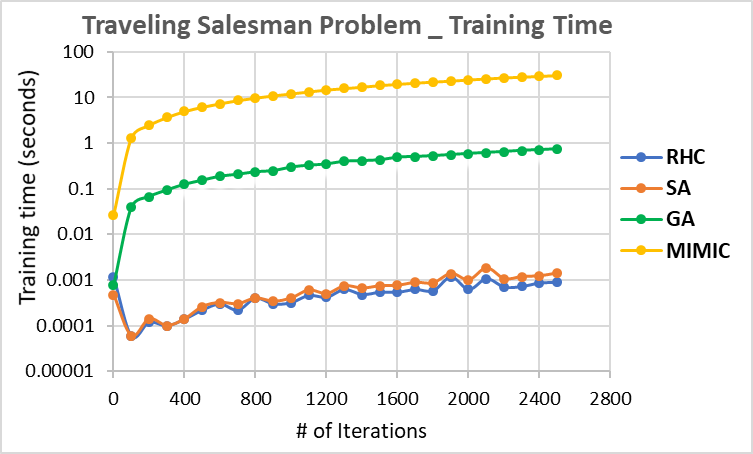 Traveling Salesman Problem _ Training Time
Training time (seconds)
100
10
1
0.1
0.01
0.001
0.0001
0.00001
0 400 800 1200 1600 2000 2400 2800
# of Iterations
RHC
SA
GA
MIMIC